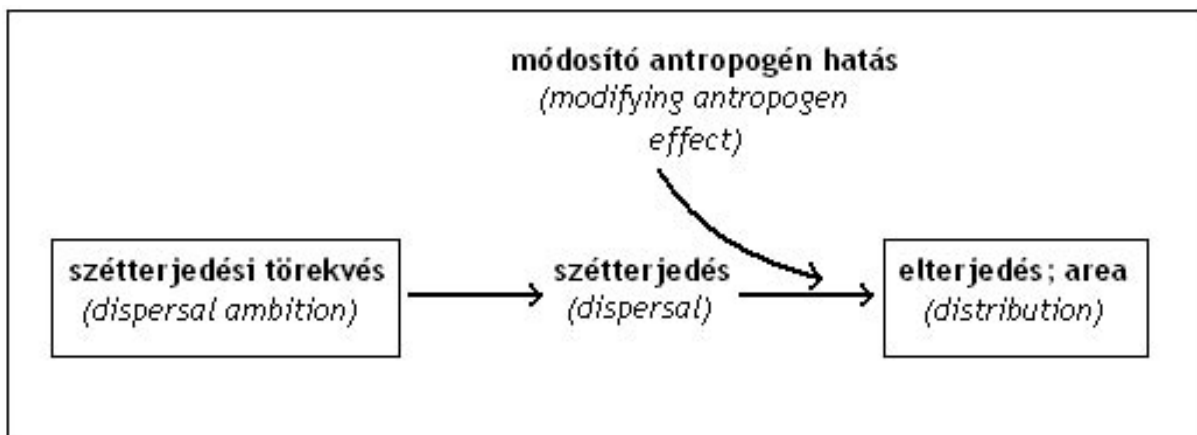 módosító antropogén hatás
(modifying antropogen
effect)
szétterjedési törekvés
(dispersal ambition)
szétterjedés
(dispersal)
elterjedés; area
(distribution)